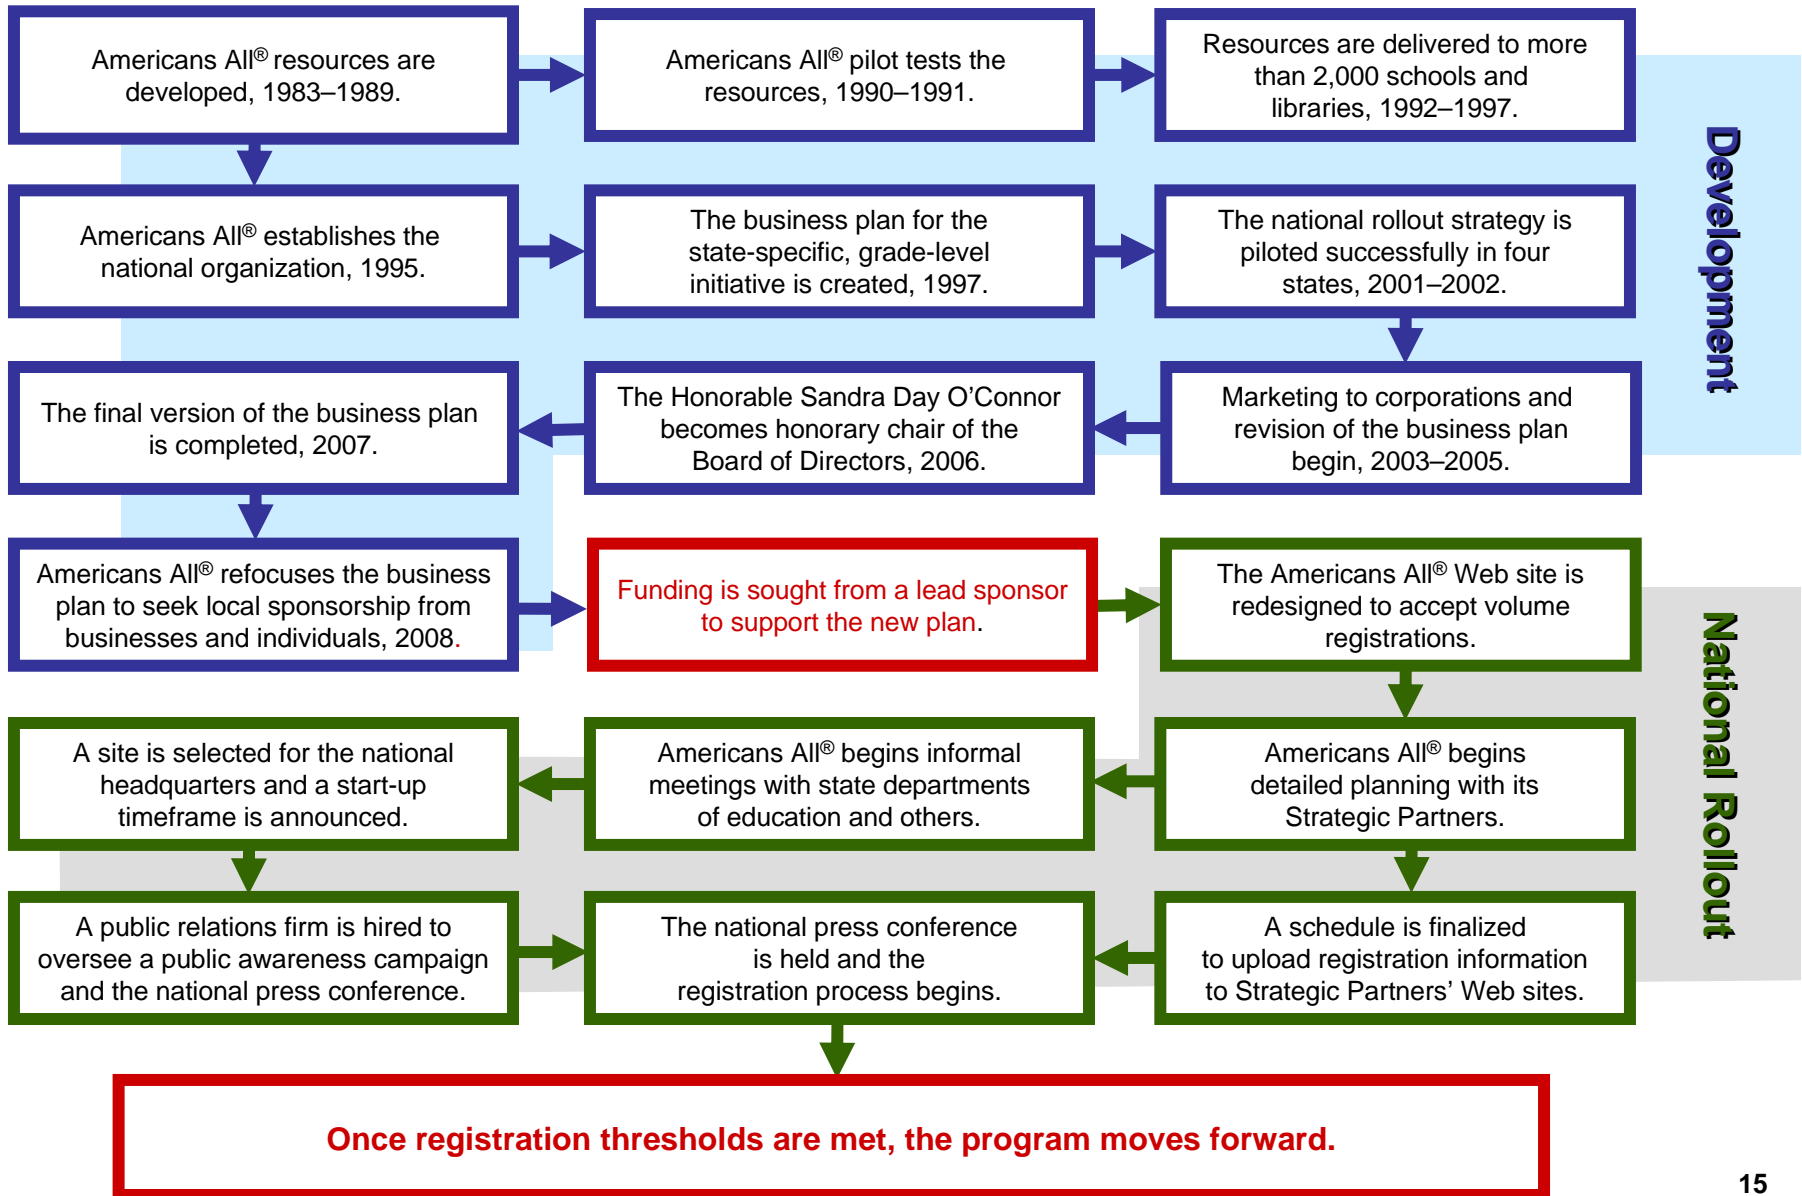 Americans All® resources are
developed, 1983–1989.
Americans All® pilot tests the
resources, 1990–1991.
Resources are delivered to more
than 2,000 schools and
libraries, 1992–1997.
Americans All® establishes the
national organization, 1995.
The business plan for the
state-specific, grade-level
initiative is created, 1997.
The national rollout strategy is
piloted successfully in four
states, 2001–2002.
Development
The final version of the business plan
is completed, 2007.
The Honorable Sandra Day O’Connor
becomes honorary chair of the
Board of Directors, 2006.
Marketing to corporations and
revision of the business plan
begin, 2003–2005.
Americans All® refocuses the business
plan to seek local sponsorship from
businesses and individuals, 2008.
Funding is sought from a lead sponsor
to support the new plan.
The Americans All® Web site is
redesigned to accept volume
registrations.
National Rollout
A site is selected for the national
headquarters and a start-up
timeframe is announced.
Americans All® begins informal
meetings with state departments
of education and others.
Americans All® begins
detailed planning with its
Strategic Partners.
A public relations firm is hired to
oversee a public awareness campaign
and the national press conference.
The national press conference
is held and the
registration process begins.
A schedule is finalized
to upload registration information
to Strategic Partners’ Web sites.
Once registration thresholds are met, the program moves forward.
15